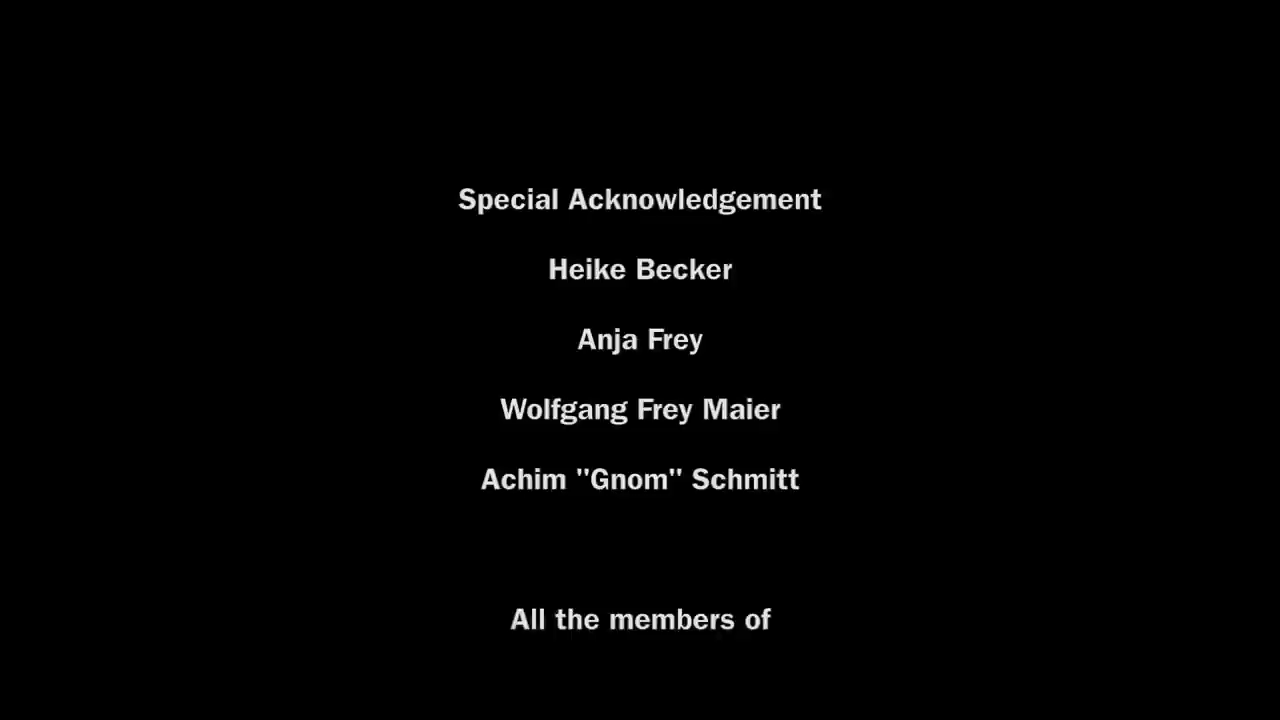 Special Acknowledgement
Heike Becker
Anja Frey
Wolfgang Frey Maier
Achim "Gnom" Schmitt
All the members of